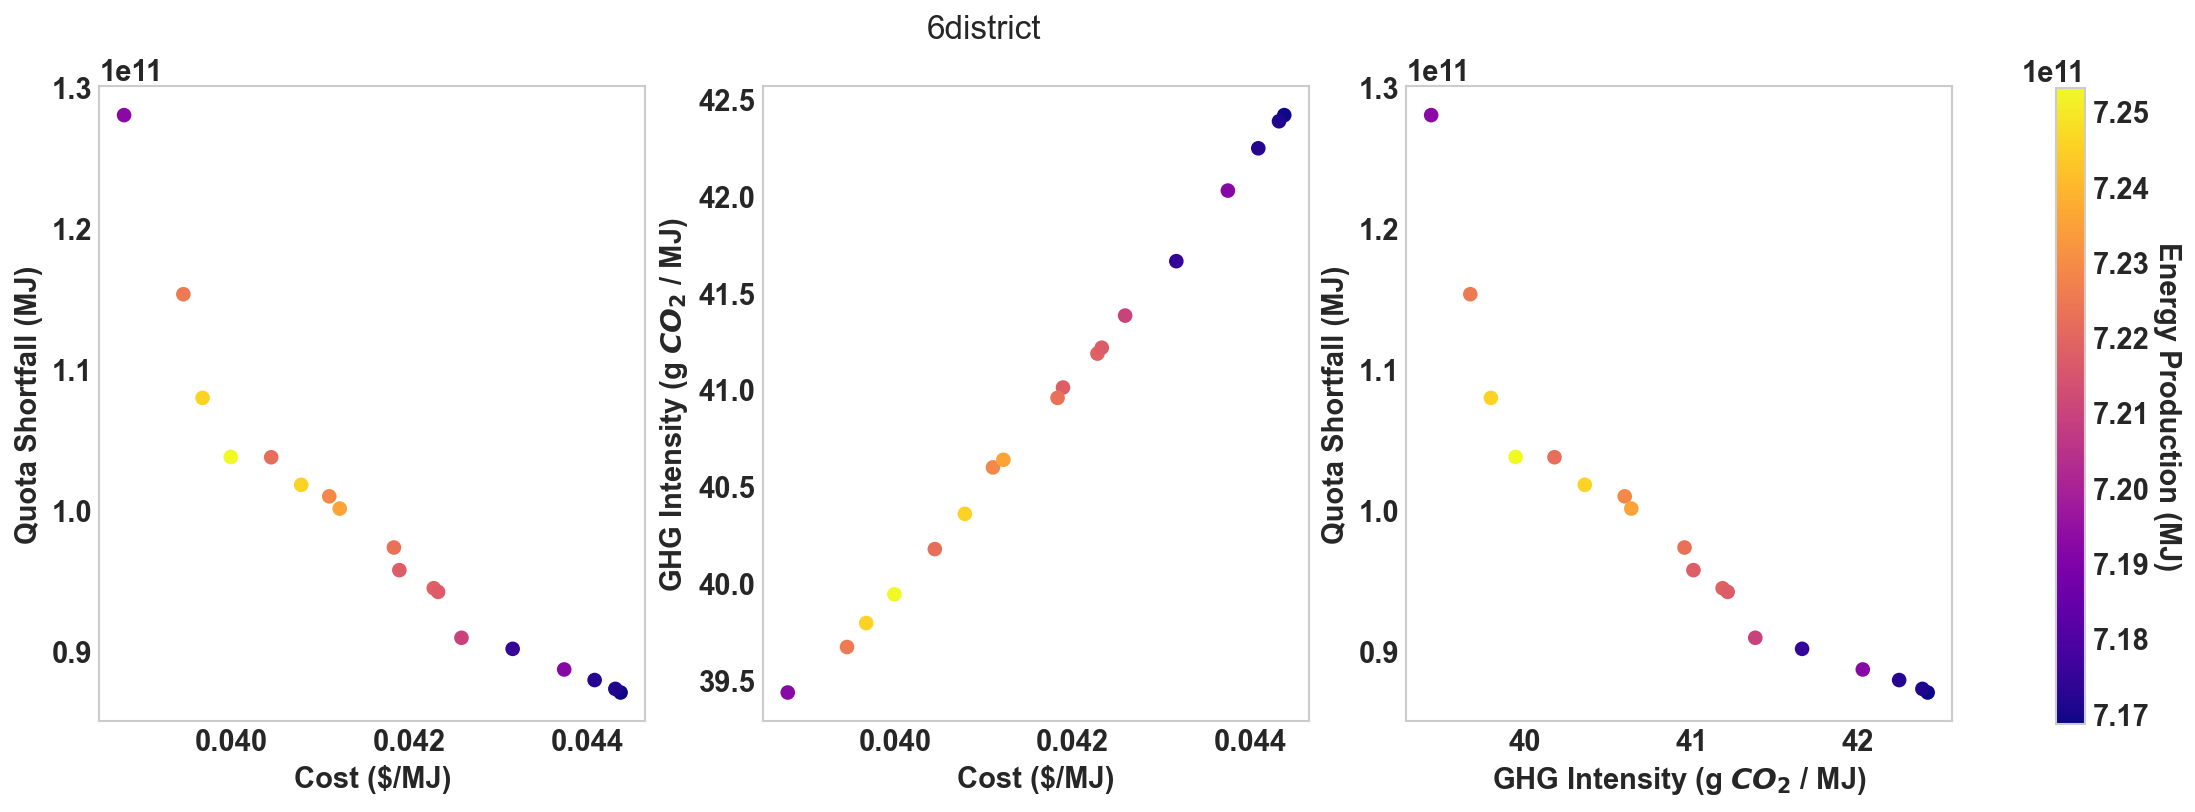 6district
1e11
1.3
1.2
1.1
1.0
0.9
Quota Shortfall (MJ)
0.040 0.042 0.044
Cost ($/MJ)
42.5
42.0
41.5
41.0
40.5
40.0
39.5
GHG Intensity (g CO₂ / MJ)
0.040 0.042 0.044
Cost ($/MJ)
1e11
1.3
1.2
1.1
1.0
0.9
Quota Shortfall (MJ)
40 41 42
GHG Intensity (g CO₂ / MJ)
1e11
7.25
7.24
7.23
7.22
7.21
7.20
7.19
7.18
7.17
Energy Production (MJ)